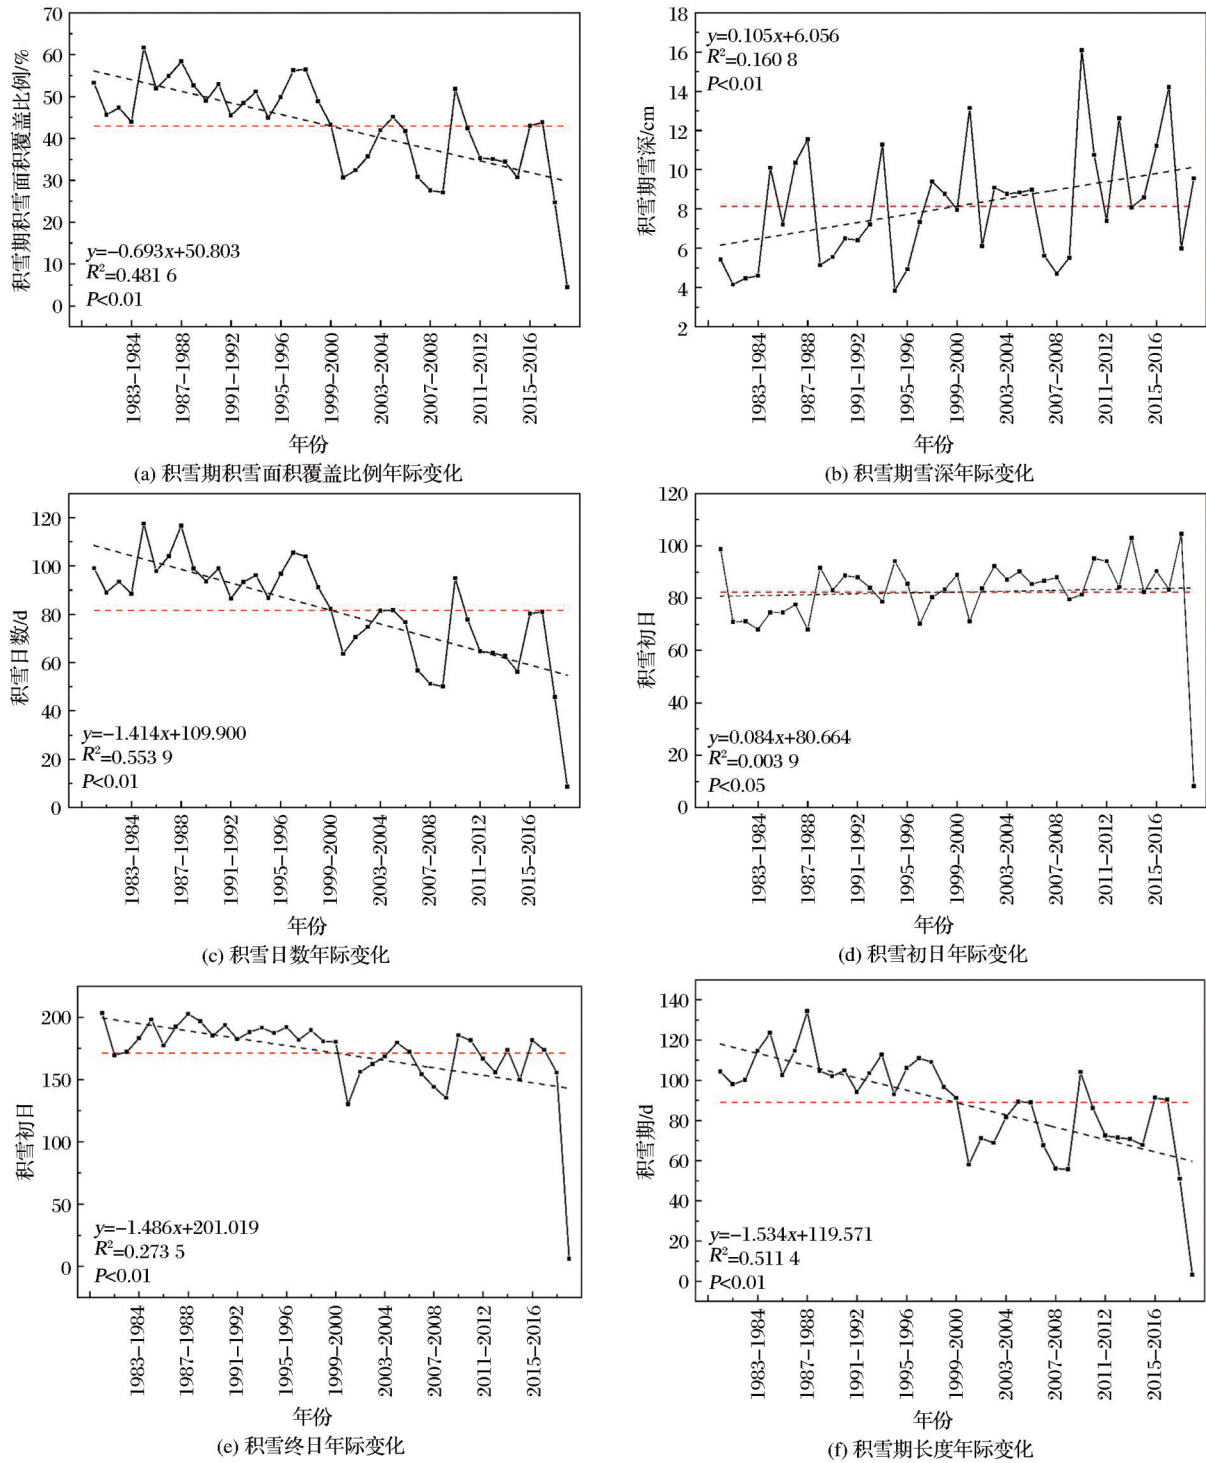 积雪期积雪面积覆盖比例/%
70
60
50
40
30
20
10
0
y=−0.693x+50.803
R²=0.481 6
P<0.01
1983−1984
1987−1988
1991−1992
1995−1996
1999−2000
2003−2004
2007−2008
2011−2012
2015−2016
年份
(a) 积雪期积雪面积覆盖比例年际变化
积雪期雪深/cm
18
16
14
12
10
8
6
4
2
y=0.105x+6.056
R²=0.160 8
P<0.01
1983−1984
1987−1988
1991−1992
1995−1996
1999−2000
2003−2004
2007−2008
2011−2012
2015−2016
年份
(b) 积雪期雪深年际变化
积雪日数/d
120
100
80
60
40
20
0
y=−1.414x+109.900
R²=0.553 9
P<0.01
1983−1984
1987−1988
1991−1992
1995−1996
1999−2000
2003−2004
2007−2008
2011−2012
2015−2016
年份
(c) 积雪日数年际变化
积雪初日
120
100
80
60
40
20
0
y=0.084x+80.664
R²=0.003 9
P<0.05
1983−1984
1987−1988
1991−1992
1995−1996
1999−2000
2003−2004
2007−2008
2011−2012
2015−2016
年份
(d) 积雪初日年际变化
积雪初日
200
150
100
50
0
y=−1.486x+201.019
R²=0.273 5
P<0.01
1983−1984
1987−1988
1991−1992
1995−1996
1999−2000
2003−2004
2007−2008
2011−2012
2015−2016
年份
(e) 积雪终日年际变化
积雪期/d
140
120
100
80
60
40
20
0
y=−1.534x+119.571
R²=0.511 4
P<0.01
1983−1984
1987−1988
1991−1992
1995−1996
1999−2000
2003−2004
2007−2008
2011−2012
2015−2016
年份
(f) 积雪期长度年际变化